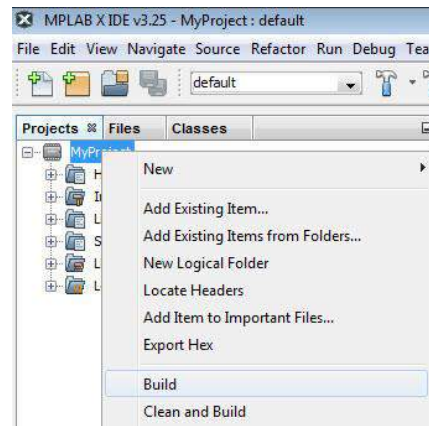 MPLAB X IDE v3.25 - MyProject : default
File Edit View Navigate Source Refactor Run Debug Tea
default
Projects Files Classes
MyProject
H
I
L
S
L
L
New
Add Existing Item...
Add Existing Items from Folders...
New Logical Folder
Locate Headers
Add Item to Important Files...
Export Hex
Build
Clean and Build